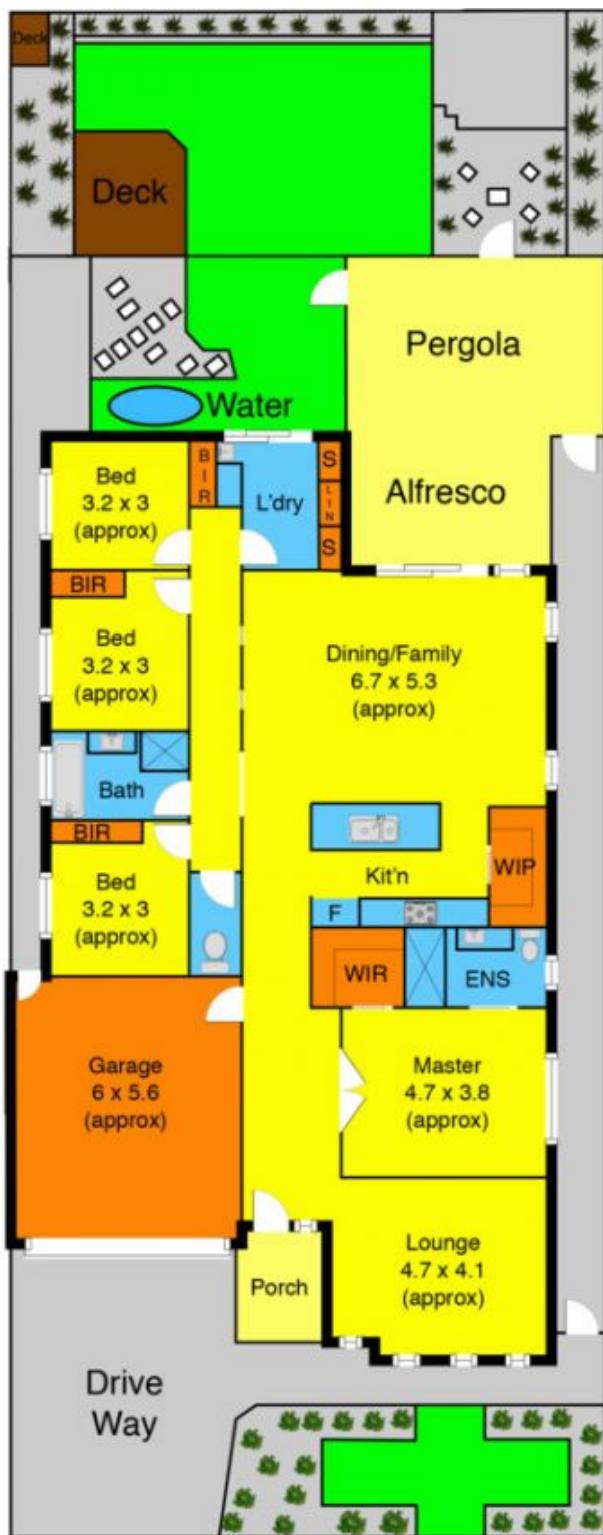 Deck
Deck
Pergola
Water
Alfresco
Bed
3.2 x 3
(approx)
B
I
R
L'dry
S
L
I
N
S
BIR
Bed
3.2 x 3
(approx)
Dining/Family
6.7 x 5.3
(approx)
Bath
BIR
Bed
3.2 x 3
(approx)
Kit'n
WIP
F
WIR
ENS
Garage
6 x 5.6
(approx)
Master
4.7 x 3.8
(approx)
Lounge
4.7 x 4.1
(approx)
Porch
Drive
Way